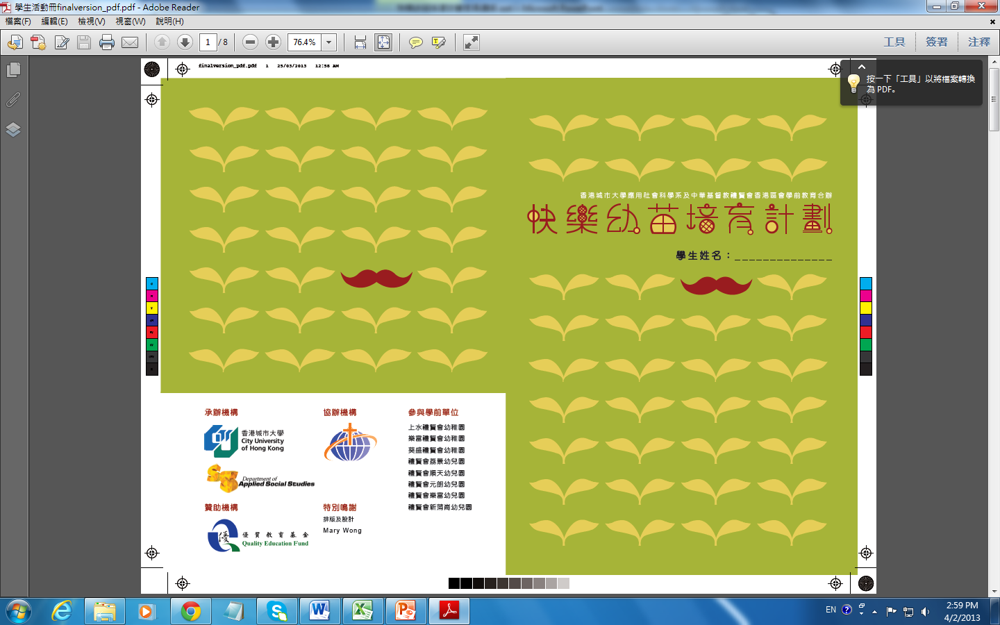 學生活動冊finalversion_pdf.pdf - Adobe Reader
檔案(F) 編輯(E) 檢視(V) 視窗(W) 說明(H)
1 / 8 76.4% 工具 簽署 注釋
finalversion_pdf.pdf 1 25/03/2013 12:58 AM
按一下「工具」以將檔案轉換
為 PDF。
香港城市大學應用社會科學系及中華基督教禮賢會香港區會學前教育合辦
快樂幼苗培育計劃
學生姓名：______________
承辦機構
香港城市大學
City University
of Hong Kong
Department of
Applied Social Studies
贊助機構
優
優質教育基金
Quality Education Fund
協辦機構
特別鳴謝
排版及設計
Mary Wong
參與學前單位
上水禮賢會幼稚園
樂富禮賢會幼稚園
葵盛禮賢會幼稚園
禮賢會荔景幼兒園
禮賢會順天幼兒園
禮賢會元朗幼兒園
禮賢會樂富幼兒園
禮賢會新蒲崗幼兒園
EN
2:59 PM
4/2/2013